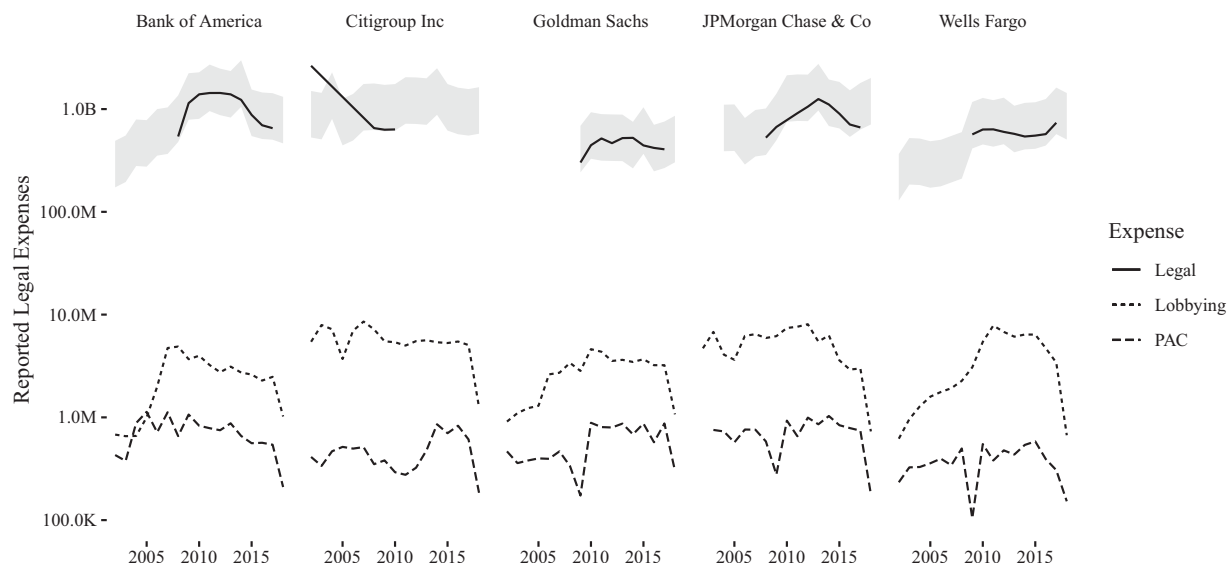 Bank of America
Citigroup Inc
Goldman Sachs
JPMorgan Chase & Co
Wells Fargo
Reported Legal Expenses
1.0B
100.0M
10.0M
1.0M
100.0K
2005 2010 2015
2005 2010 2015
2005 2010 2015
2005 2010 2015
2005 2010 2015
Expense
Legal
Lobbying
PAC